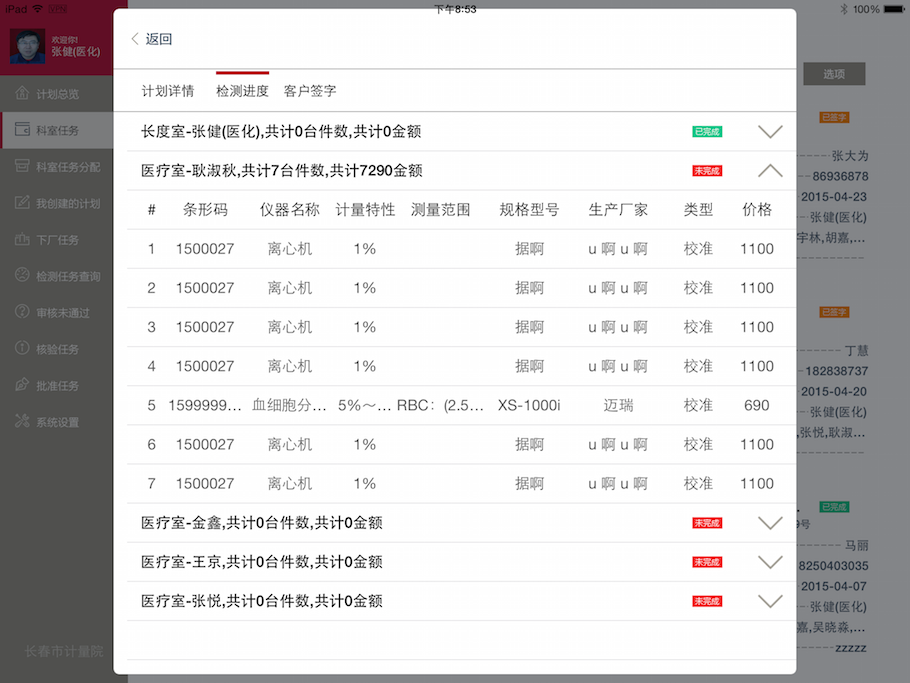 iPad 下午8:53 100%
欢迎你!
张健(医化)
计划总览
科室任务
科室任务分配
我创建的计划
下厂任务
检测任务查询
审核未通过
核验任务
批准任务
系统设置
长春市计量院
返回
计划详情 检测进度 客户签字
长度室-张健(医化),共计0台件数,共计0金额 已完成
医疗室-耿淑秋,共计7台件数,共计7290金额 未完成
# 条形码 仪器名称 计量特性 测量范围 规格型号 生产厂家 类型 价格
1 1500027 离心机 1% 据啊 u 啊 u 啊 校准 1100
2 1500027 离心机 1% 据啊 u 啊 u 啊 校准 1100
3 1500027 离心机 1% 据啊 u 啊 u 啊 校准 1100
4 1500027 离心机 1% 据啊 u 啊 u 啊 校准 1100
5 1599999... 血细胞分... 5%～... RBC：(2.5... XS-1000i 迈瑞 校准 690
6 1500027 离心机 1% 据啊 u 啊 u 啊 校准 1100
7 1500027 离心机 1% 据啊 u 啊 u 啊 校准 1100
医疗室-金鑫,共计0台件数,共计0金额 未完成
医疗室-王京,共计0台件数,共计0金额 未完成
医疗室-张悦,共计0台件数,共计0金额 未完成
选项
已签字
张大为
86936878
2015-04-23
张健(医化)
宇林,胡嘉,...
已签字
丁慧
182838737
2015-04-20
张健(医化)
,张悦,耿淑...
已完成
9号
马丽
8250403035
2015-04-07
张健(医化)
嘉,吴晓淼,...
zzzzz